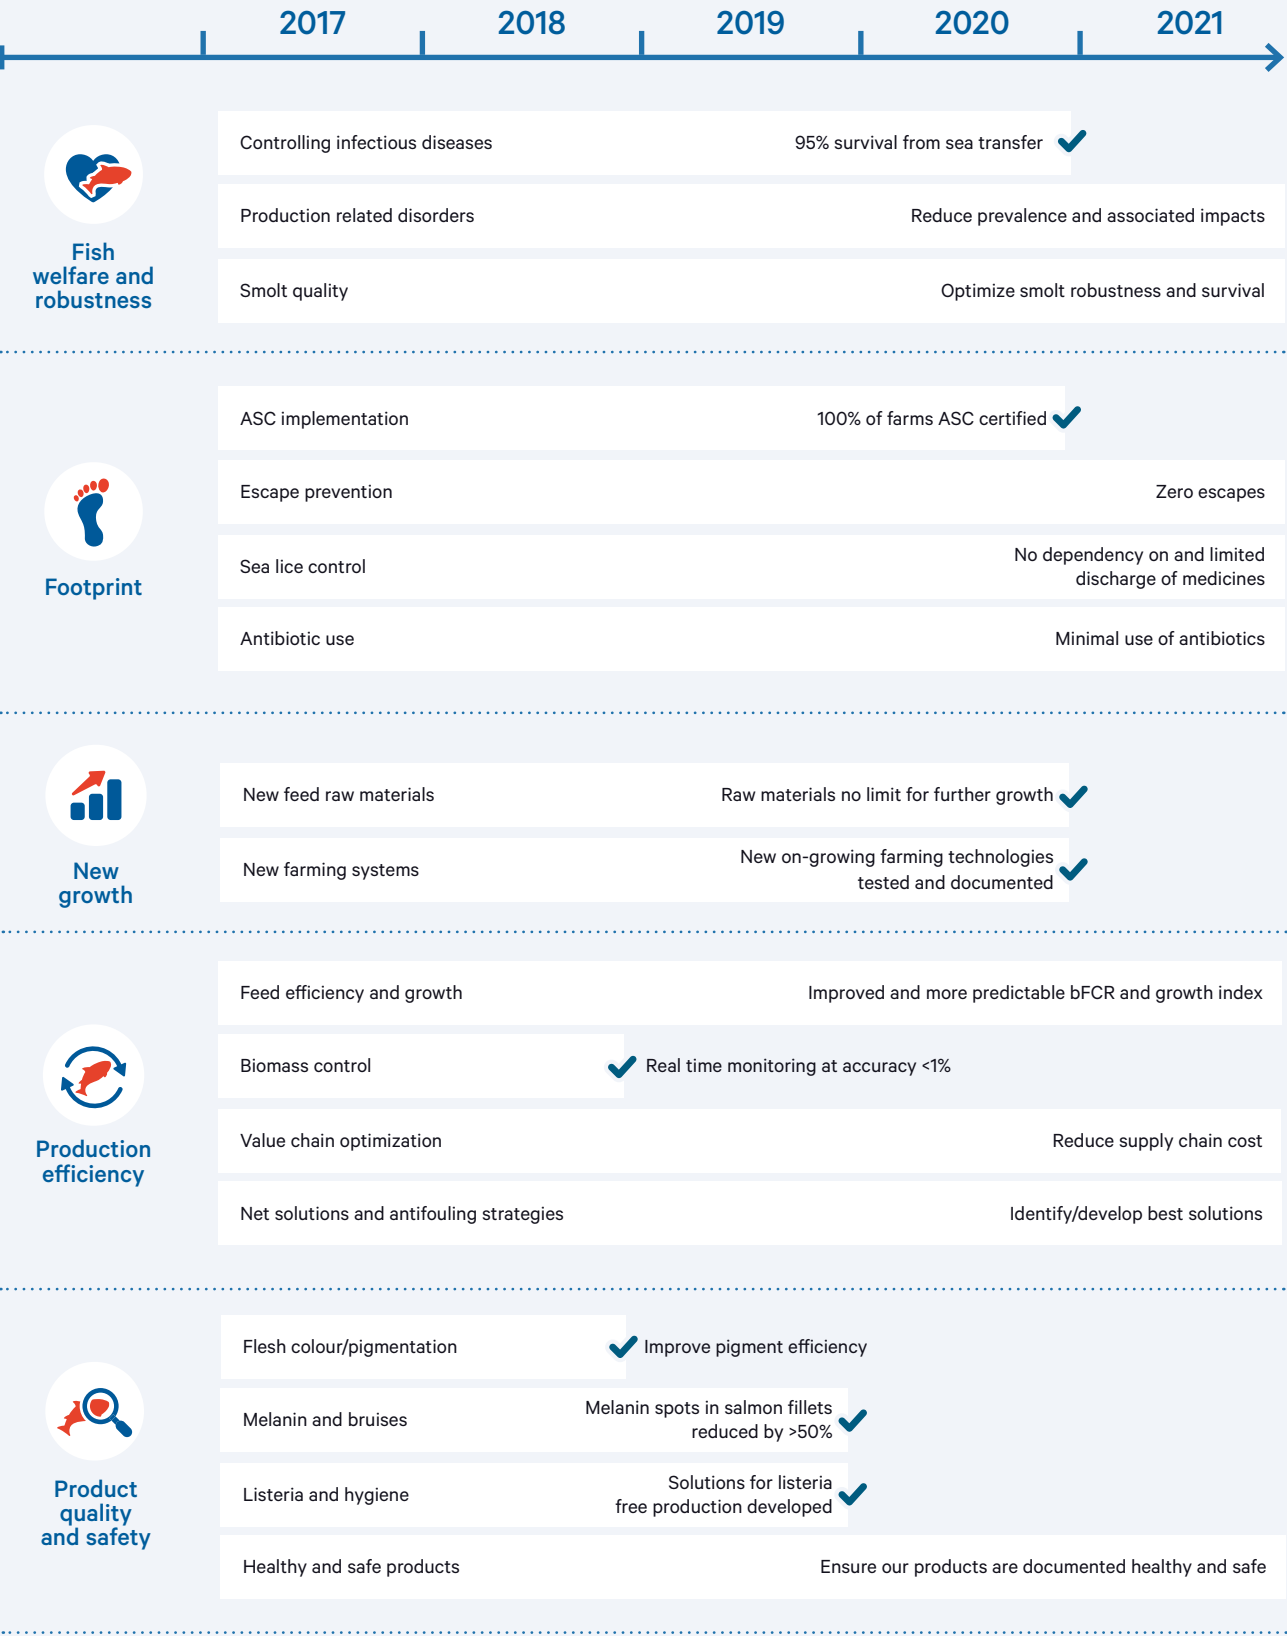 2017 2018 2019 2020 2021
Controlling infectious diseases 95% survival from sea transfer
Production related disorders Reduce prevalence and associated impacts
Smolt quality Optimize smolt robustness and survival
Fish
welfare and
robustness
ASC implementation 100% of farms ASC certified
Escape prevention Zero escapes
Sea lice control
No dependency on and limited
discharge of medicines
Antibiotic use Minimal use of antibiotics
Footprint
New feed raw materials Raw materials no limit for further growth
New farming systems
New on-growing farming technologies
tested and documented
New
growth
Feed efficiency and growth Improved and more predictable bFCR and growth index
Biomass control Real time monitoring at accuracy <1%
Value chain optimization Reduce supply chain cost
Net solutions and antifouling strategies Identify/develop best solutions
Production
efficiency
Flesh colour/pigmentation Improve pigment efficiency
Melanin and bruises
Melanin spots in salmon fillets
reduced by >50%
Listeria and hygiene
Solutions for listeria
free production developed
Healthy and safe products Ensure our products are documented healthy and safe
Product
quality
and safety